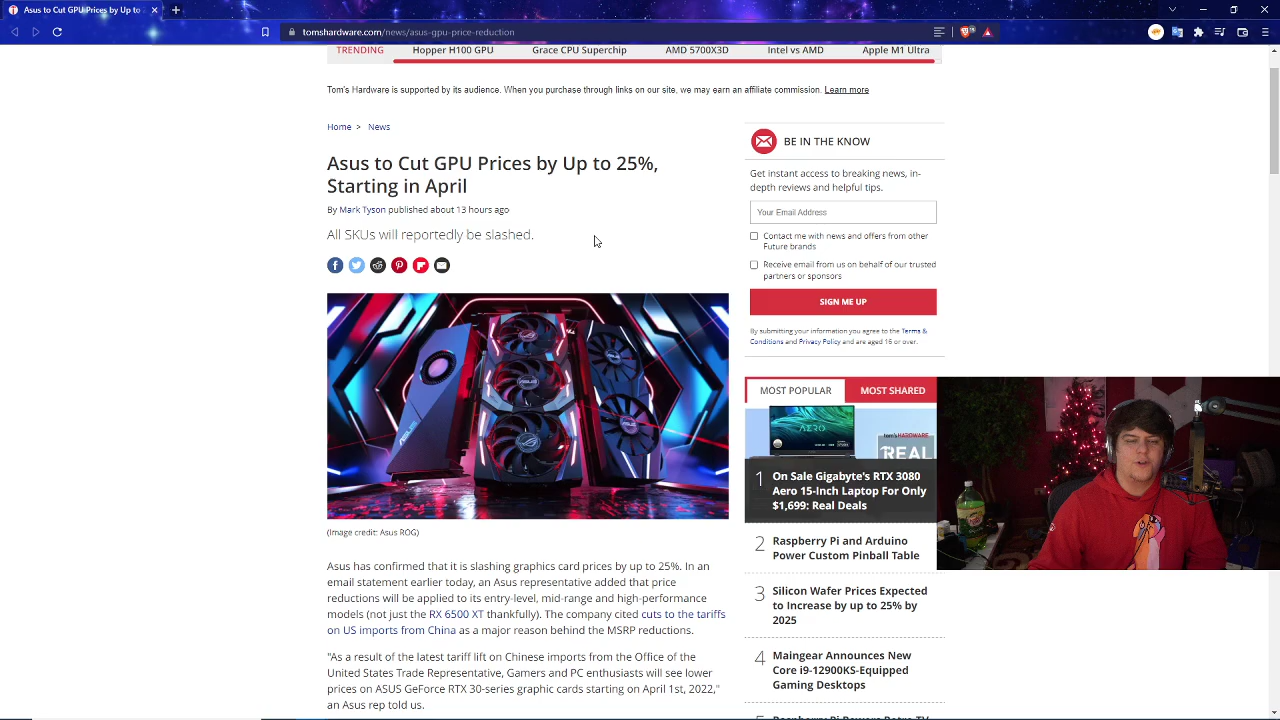 Asus to Cut GPU Prices by Up to
tomshardware.com/news/asus-gpu-price-reduction
TRENDING
Hopper H100 GPU
Grace CPU Superchip
AMD 5700X3D
Intel vs AMD
Apple M1 Ultra
Tom's Hardware is supported by its audience. When you purchase through links on our site, we may earn an affiliate commission. Learn more
Home > News
Asus to Cut GPU Prices by Up to 25%,
Starting in April
By Mark Tyson published about 13 hours ago
All SKUs will reportedly be slashed.
(Image credit: Asus ROG)
Asus has confirmed that it is slashing graphics card prices by up to 25%. In an
email statement earlier today, an Asus representative added that price
reductions will be applied to its entry-level, mid-range and high-performance
models (not just the RX 6500 XT thankfully). The company cited cuts to the tariffs
on US imports from China as a major reason behind the MSRP reductions.
"As a result of the latest tariff lift on Chinese imports from the Office of the
United States Trade Representative, Gamers and PC enthusiasts will see lower
prices on ASUS GeForce RTX 30-series graphic cards starting on April 1st, 2022,"
an Asus rep told us.
BE IN THE KNOW
Get instant access to breaking news, in-
depth reviews and helpful tips.
Your Email Address
Contact me with news and offers from other
Future brands
Receive email from us on behalf of our trusted
partners or sponsors
SIGN ME UP
By submitting your information you agree to the Terms &
Conditions and Privacy Policy and are aged 16 or over.
MOST POPULAR
MOST SHARED
AERO
tom's HARDWARE
REAL
1
On Sale Gigabyte's RTX 3080
Aero 15-Inch Laptop For Only
$1,699: Real Deals
2
Raspberry Pi and Arduino
Power Custom Pinball Table
3
Silicon Wafer Prices Expected
to Increase by up to 25% by
2025
4
Maingear Announces New
Core i9-12900KS-Equipped
Gaming Desktops